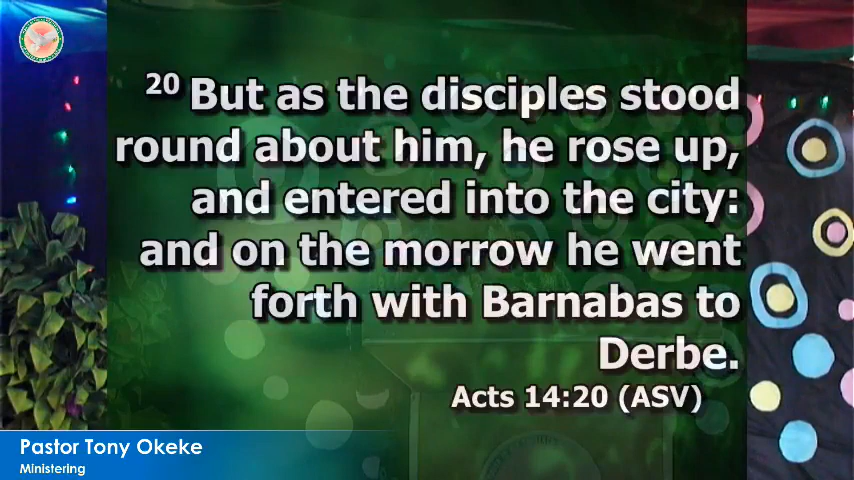 20 But as the disciples stood
round about him, he rose up,
and entered into the city:
and on the morrow he went
forth with Barnabas to
Derbe.
Acts 14:20 (ASV)
Pastor Tony Okeke
Ministering